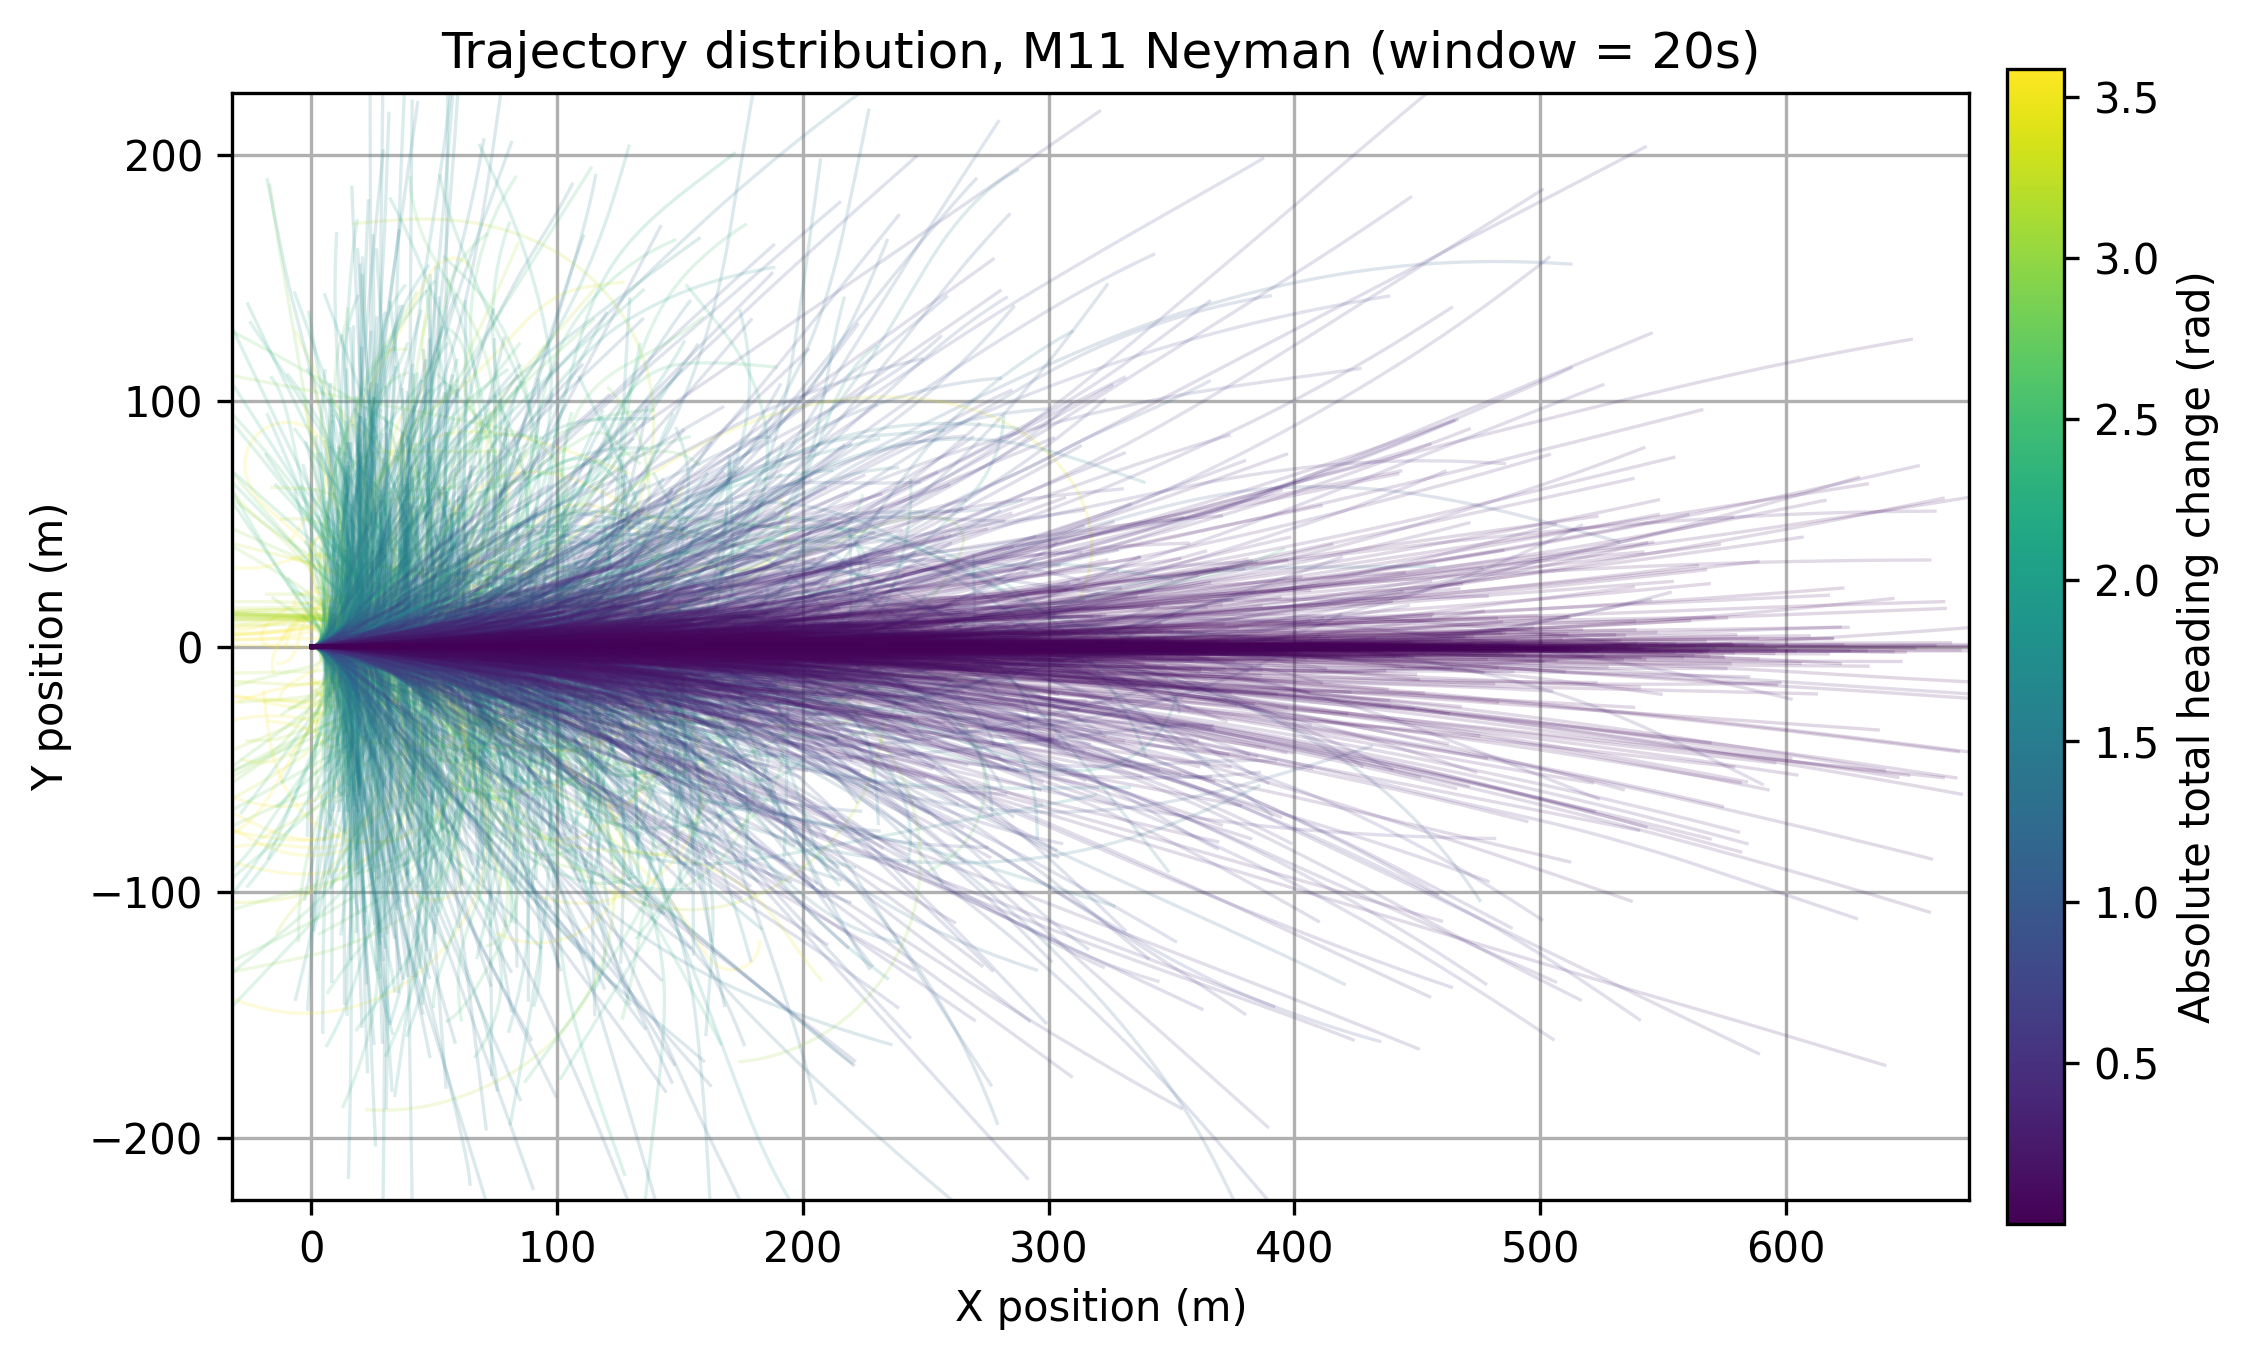 Trajectory distribution, M11 Neyman (window = 20s)
200
100
0
−100
−200
Y position (m)
0 100 200 300 400 500 600
X position (m)
3.5
3.0
2.5
2.0
1.5
1.0
0.5
Absolute total heading change (rad)